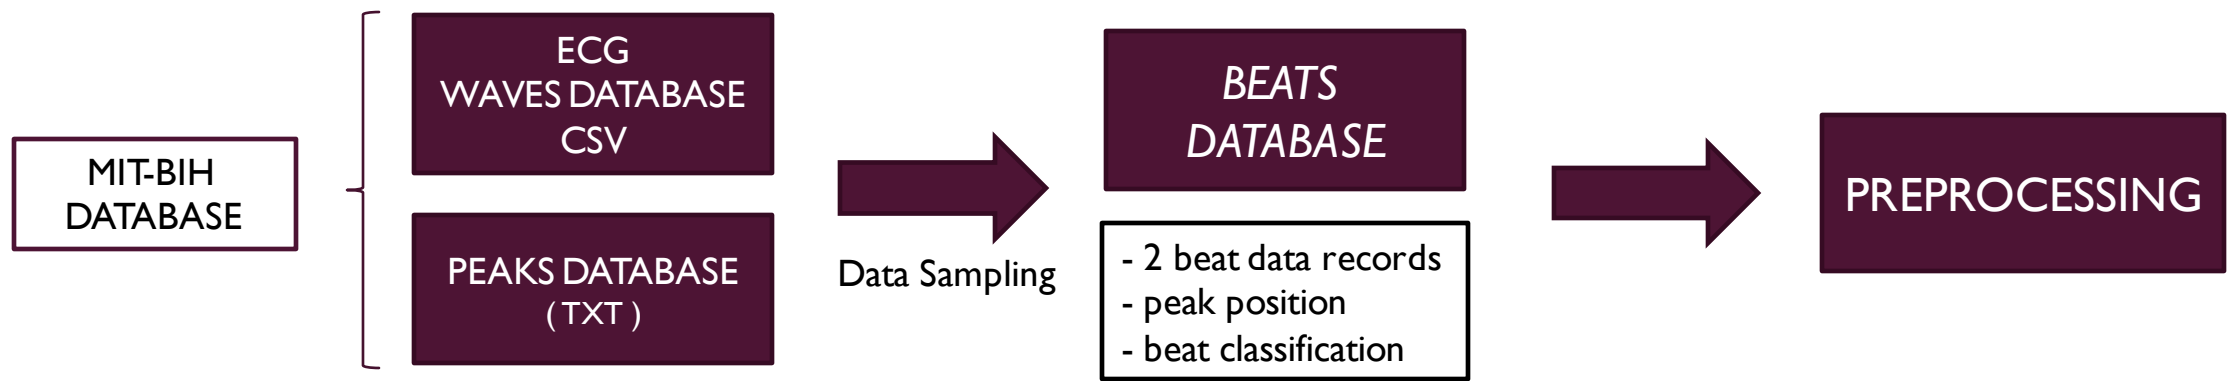 MIT-BIH
DATABASE
ECG
WAVES DATABASE
CSV
PEAKS DATABASE
( TXT )
Data Sampling
BEATS
DATABASE
- 2 beat data records
- peak position
- beat classification
PREPROCESSING